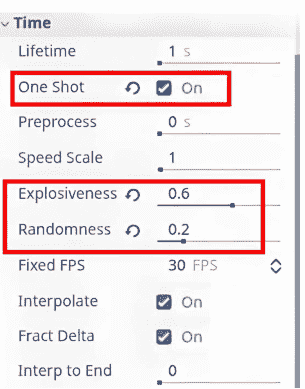 Time
Lifetime 1 s
One Shot On
Preprocess 0 s
Speed Scale 1
Explosiveness 0.6
Randomness 0.2
Fixed FPS 30 FPS
Interpolate On
Fract Delta On
Interp to End 0